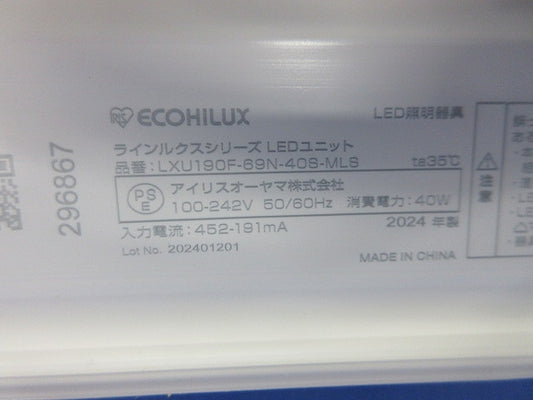 IRIS ECOHILUX
LED照明器具
ラインルクスシリーズ LEDユニット
品番:LXU190F-69N-40S-MLS ta35℃
PS
E
アイリスオーヤマ株式会社
100-242V 50/60Hz 消費電力:40W
入力電流:452-191mA 2024 年製
Lot No. 202401201
MADE IN CHINA
296867
注意